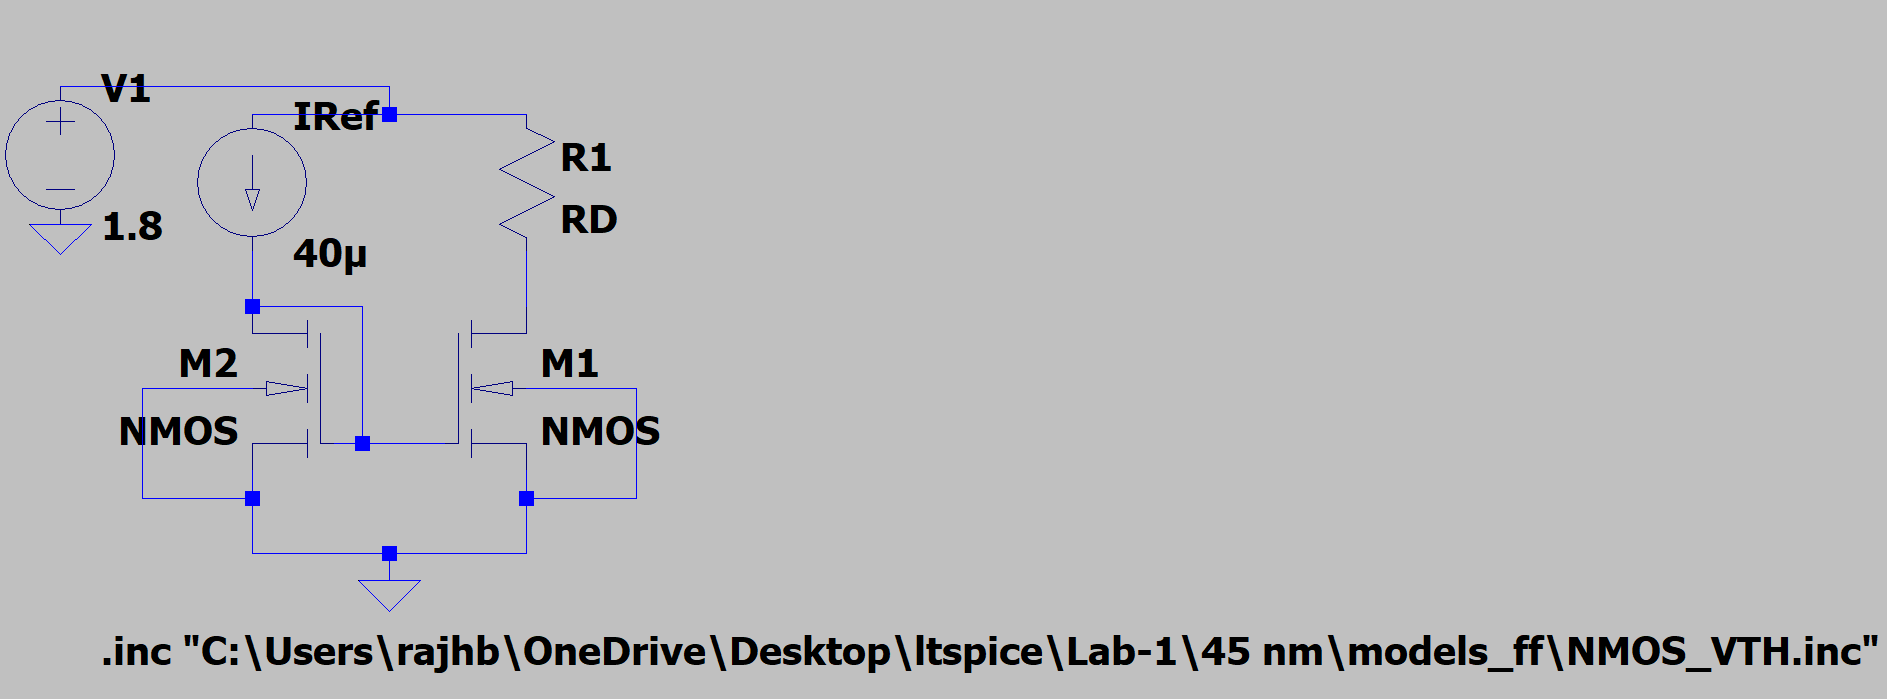 V1
IRef
R1
RD
1.8
40µ
M2
M1
NMOS
NMOS
.inc "C:\Users\rajhb\OneDrive\Desktop\ltspice\Lab-1\45 nm\models_ff\NMOS_VTH.inc"